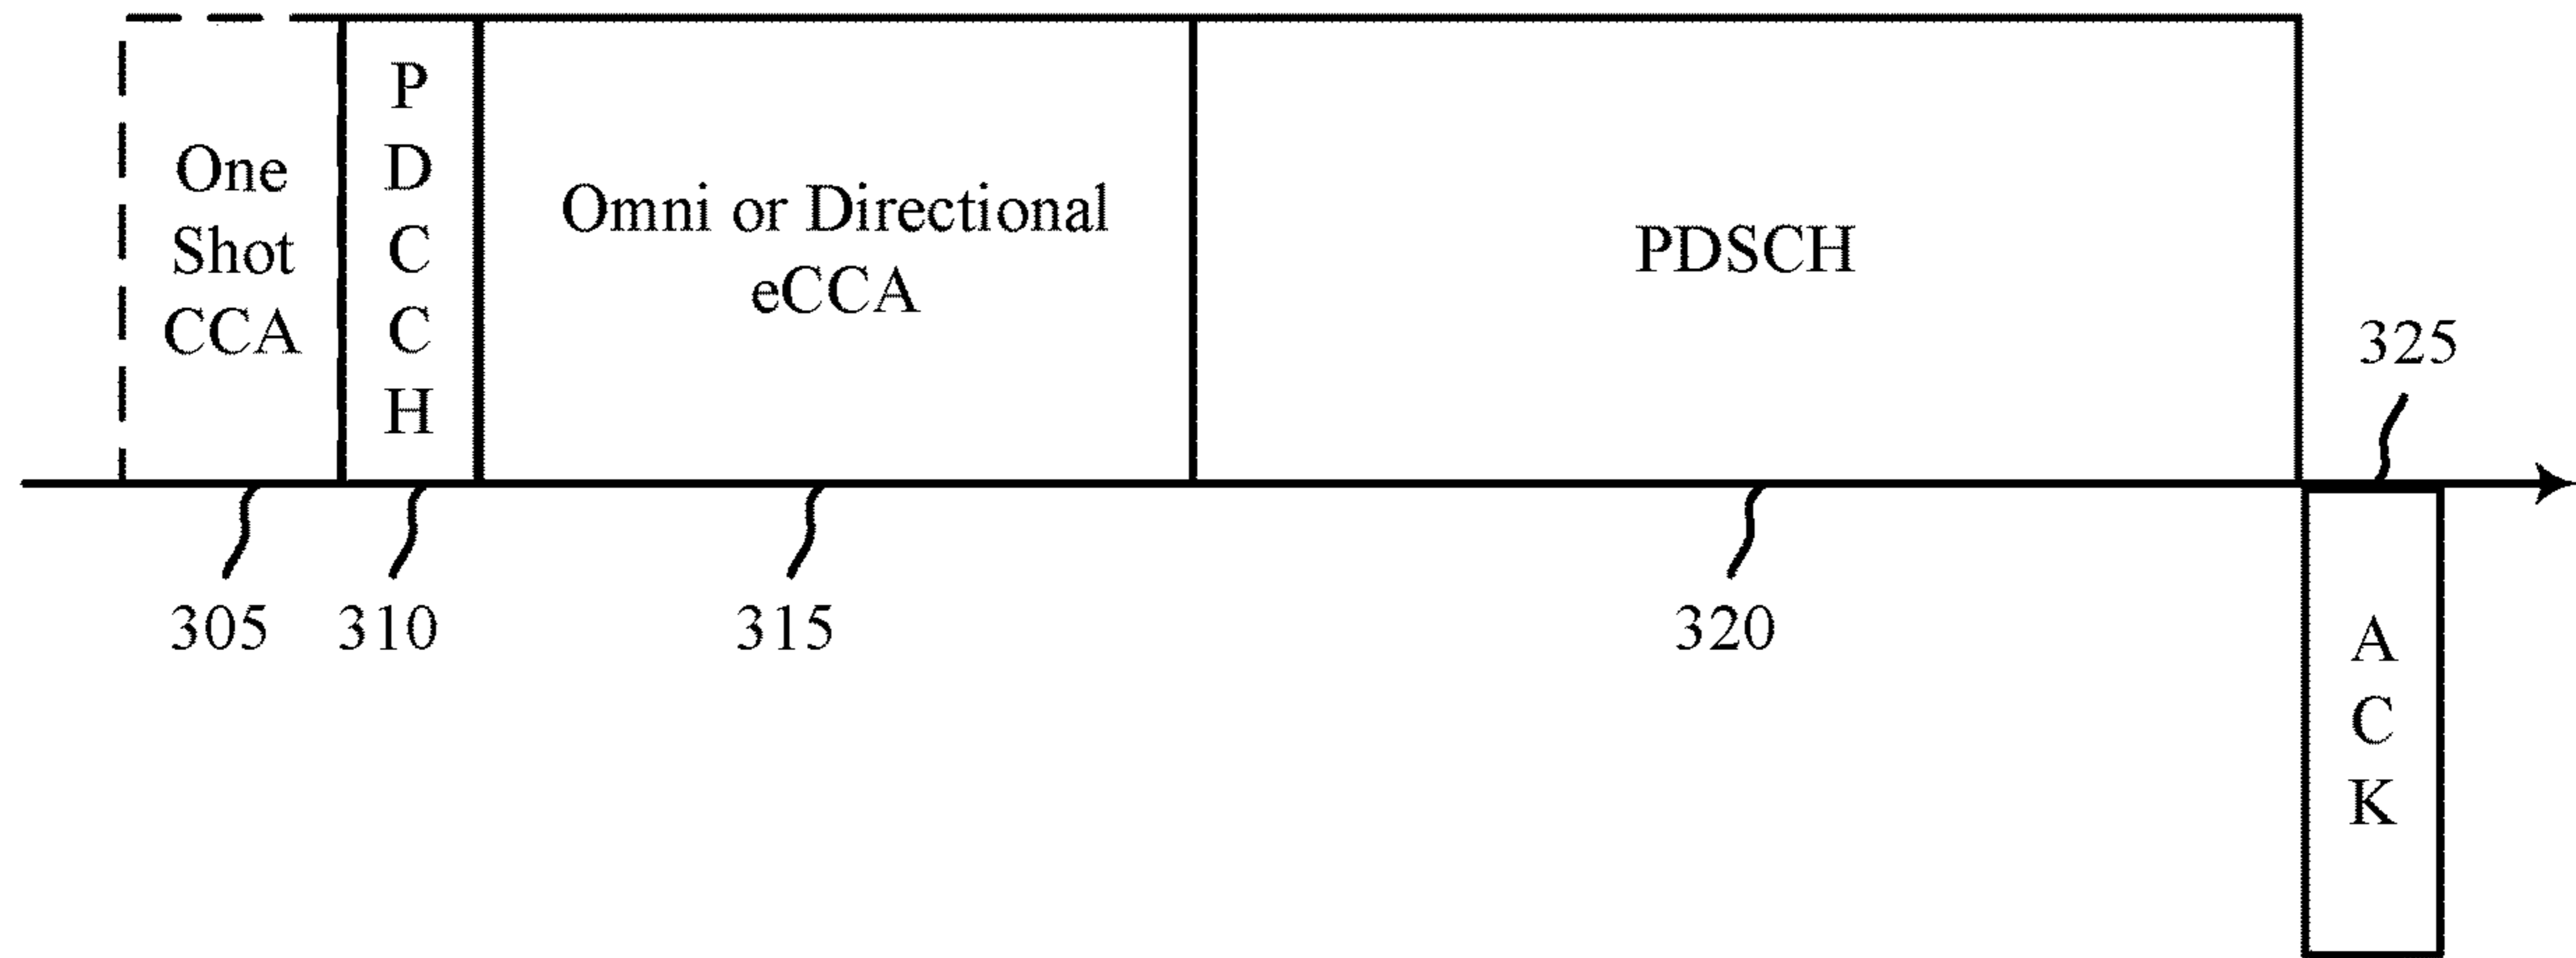 One
Shot
CCA
P
D
C
C
H
Omni or Directional
eCCA
PDSCH
325
305
310
315
320
A
C
K